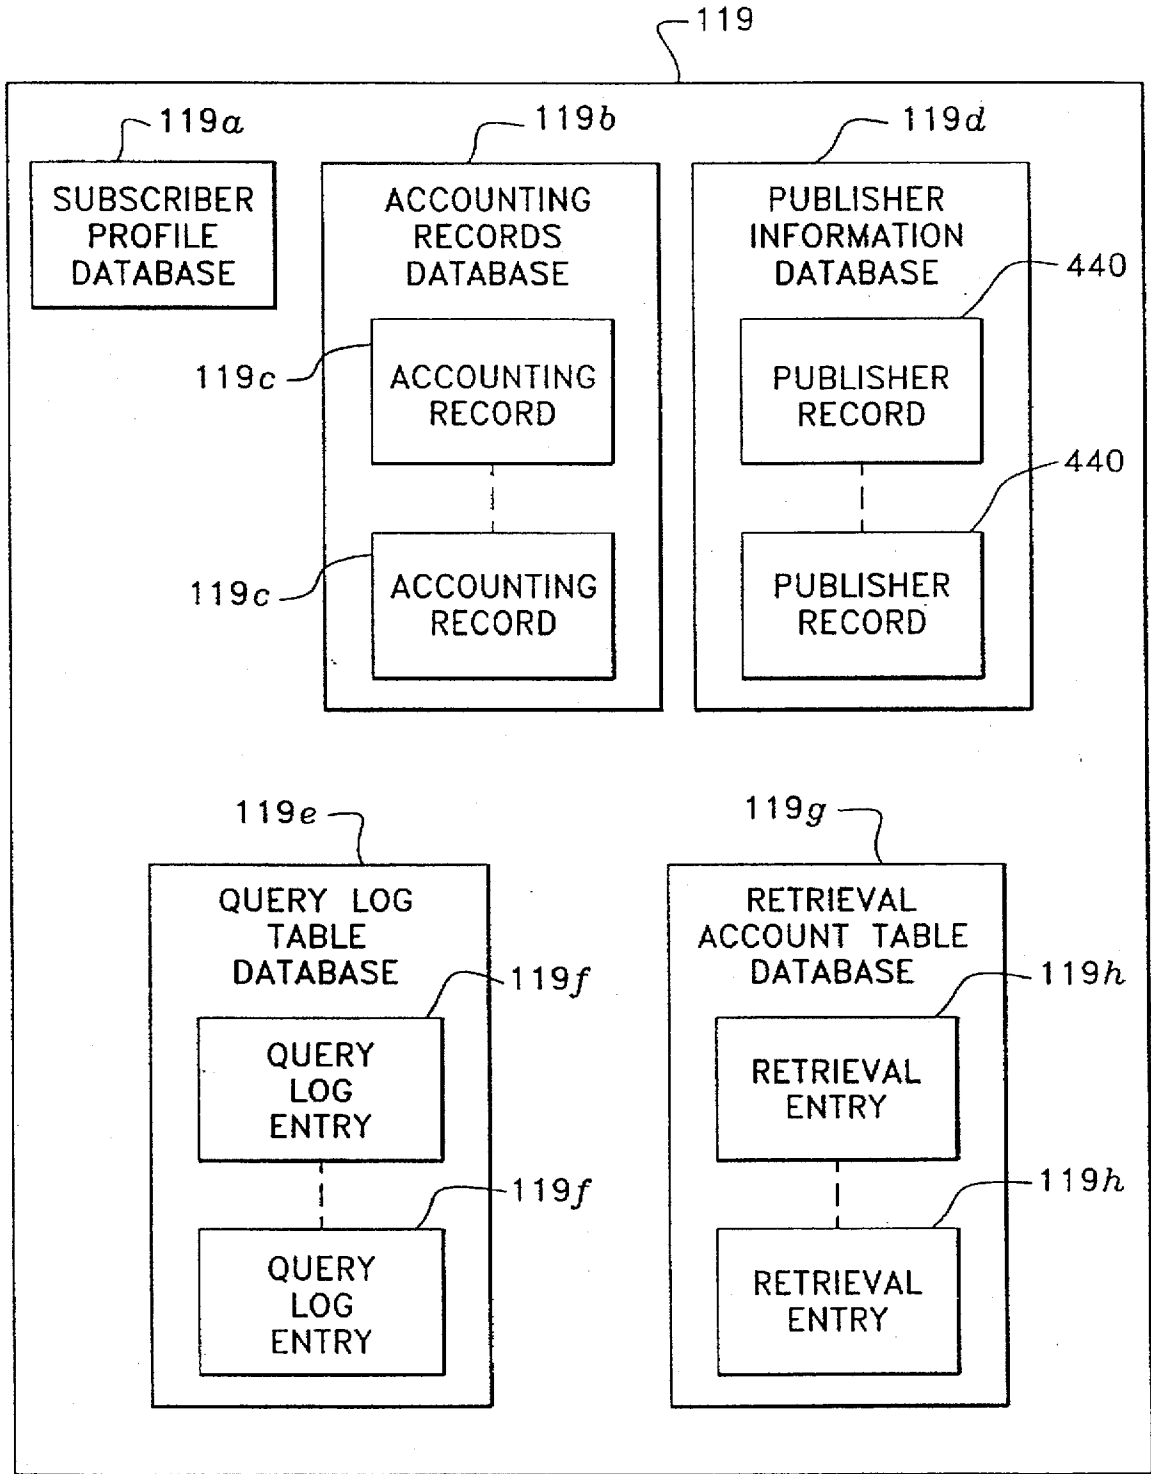 119
119a
SUBSCRIBER
PROFILE
DATABASE
119b
ACCOUNTING
RECORDS
DATABASE
119c
ACCOUNTING
RECORD
119c
ACCOUNTING
RECORD
119d
PUBLISHER
INFORMATION
DATABASE
440
PUBLISHER
RECORD
440
PUBLISHER
RECORD
119e
QUERY LOG
TABLE
DATABASE
119f
QUERY
LOG
ENTRY
119f
QUERY
LOG
ENTRY
119g
RETRIEVAL
ACCOUNT TABLE
DATABASE
119h
RETRIEVAL
ENTRY
119h
RETRIEVAL
ENTRY